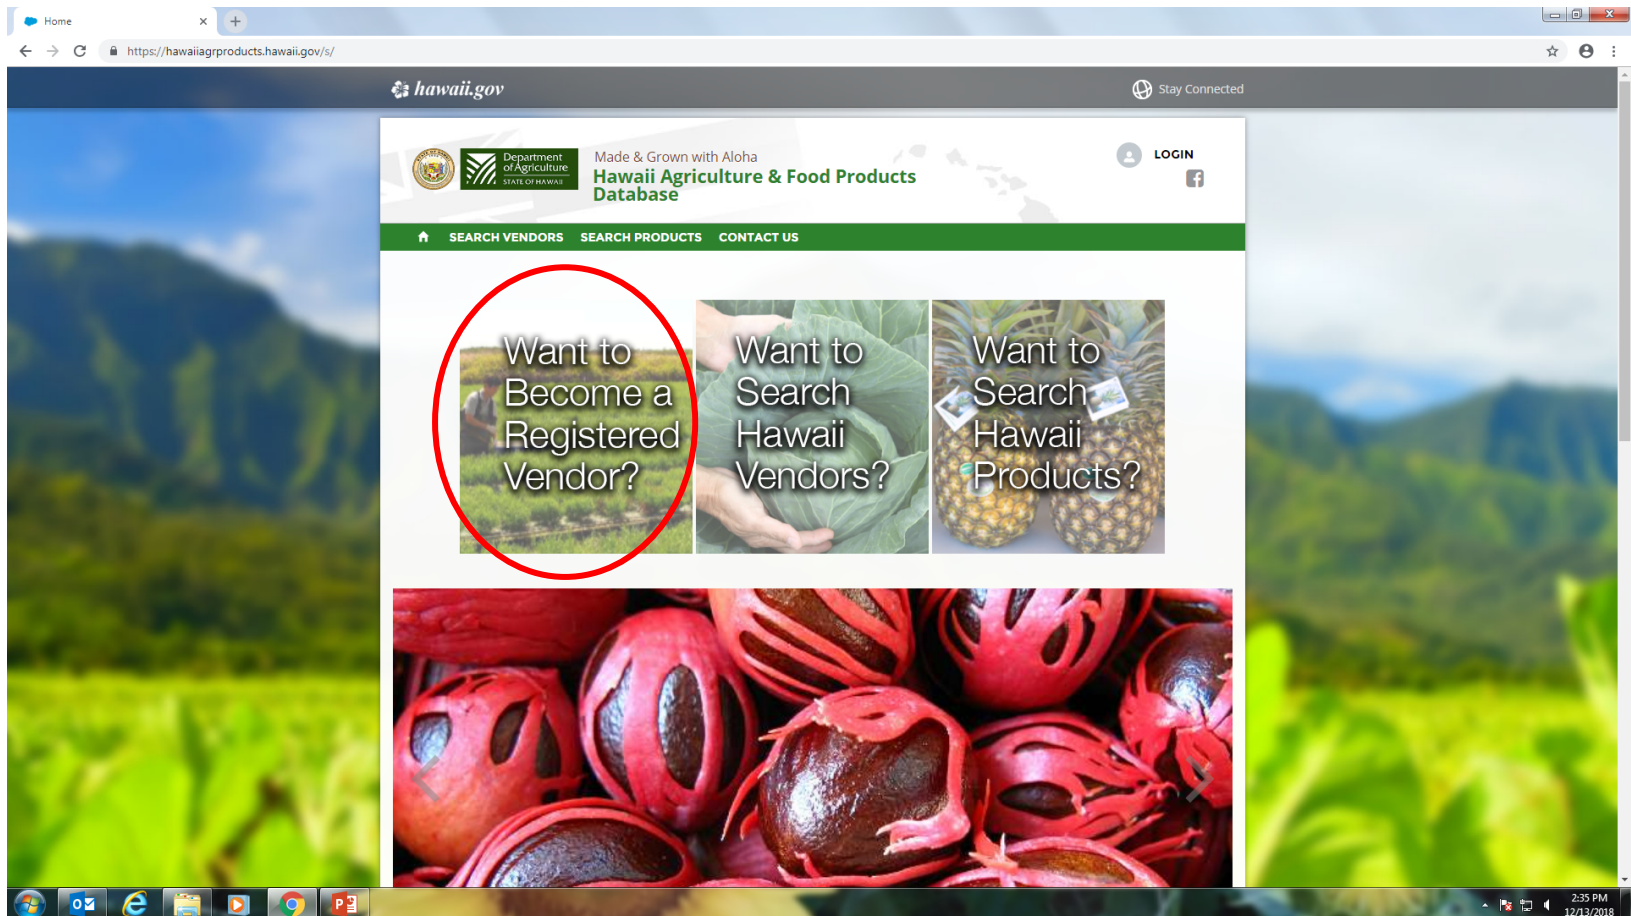 Home
https://hawaiiagrproducts.hawaii.gov/s/
hawaii.gov
Stay Connected
Department
of Agriculture
STATE OF HAWAII
Made & Grown with Aloha
Hawaii Agriculture & Food Products
Database
LOGIN
SEARCH VENDORS SEARCH PRODUCTS CONTACT US
Want to
Become a
Registered
Vendor?
Want to
Search
Hawaii
Vendors?
Want to
Search
Hawaii
Products?
2:35 PM
12/13/2018